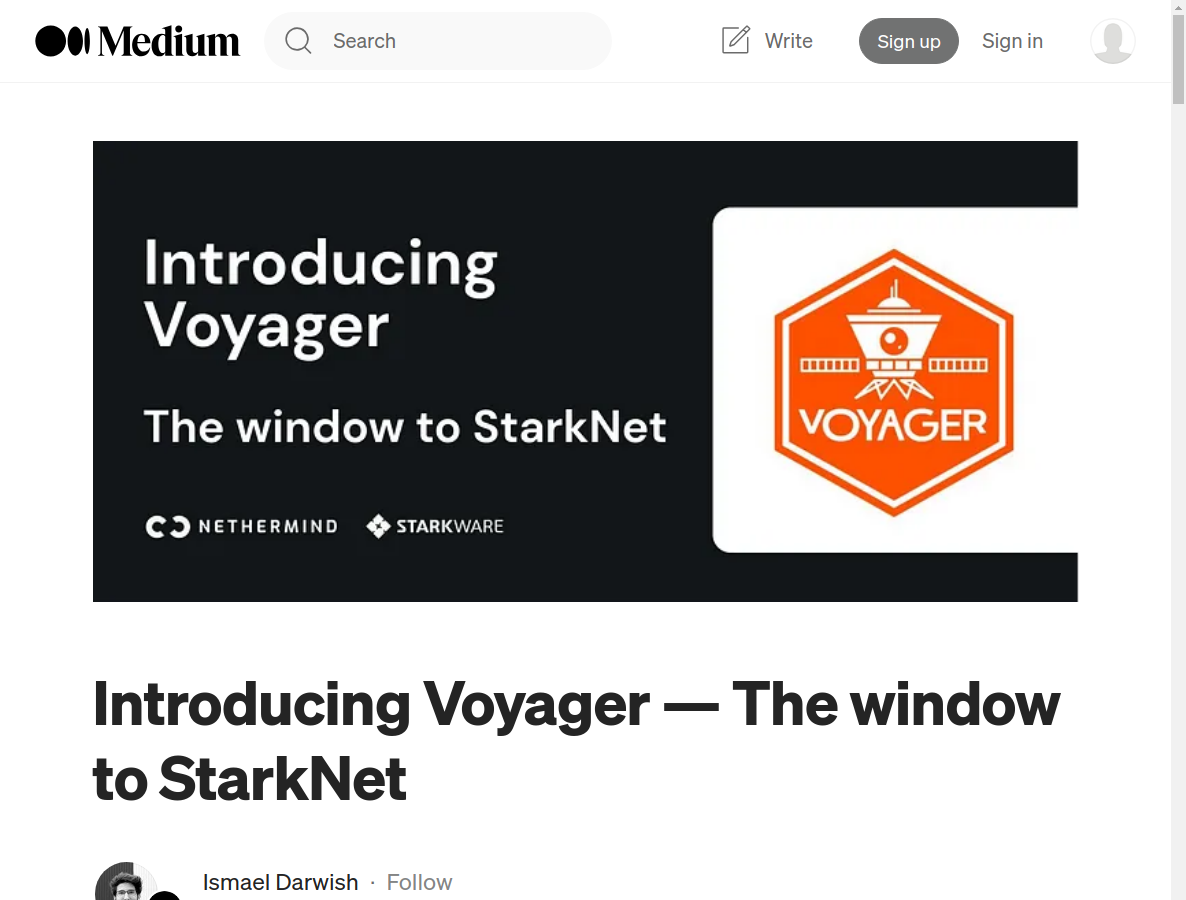 Medium
Search
Write
Sign up
Sign in
Introducing
Voyager
The window to StarkNet
NETHERMIND
STARKWARE
VOYAGER
Introducing Voyager — The window
to StarkNet
Ismael Darwish · Follow